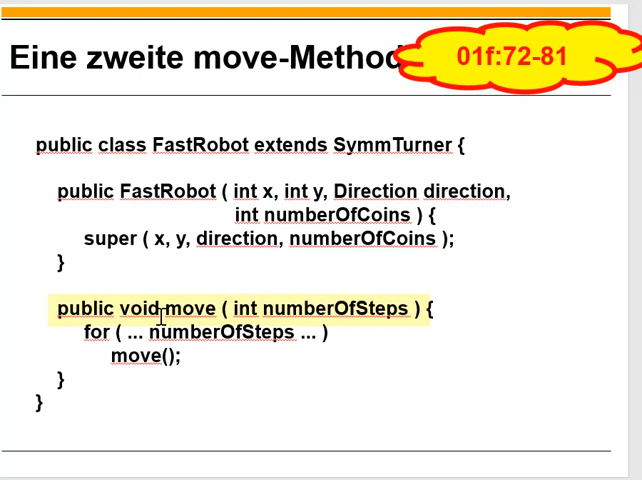 Eine zweite move-Method
01f:72-81
public class FastRobot extends SymmTurner {
public FastRobot ( int x, int y, Direction direction,
int numberOfCoins ) {
super ( x, y, direction, numberOfCoins );
}
public void move ( int numberOfSteps ) {
for ( ... numberOfSteps ... )
move();
}
}